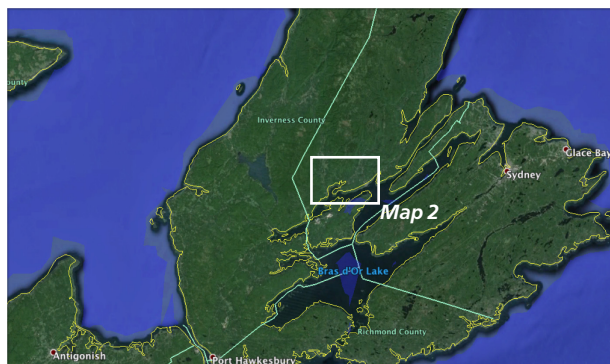 ounty
Inverness County
Glace Bay
Sydney
Map 2
Bras d'Or Lake
Richmond County
Antigonish
Port Hawkesbury